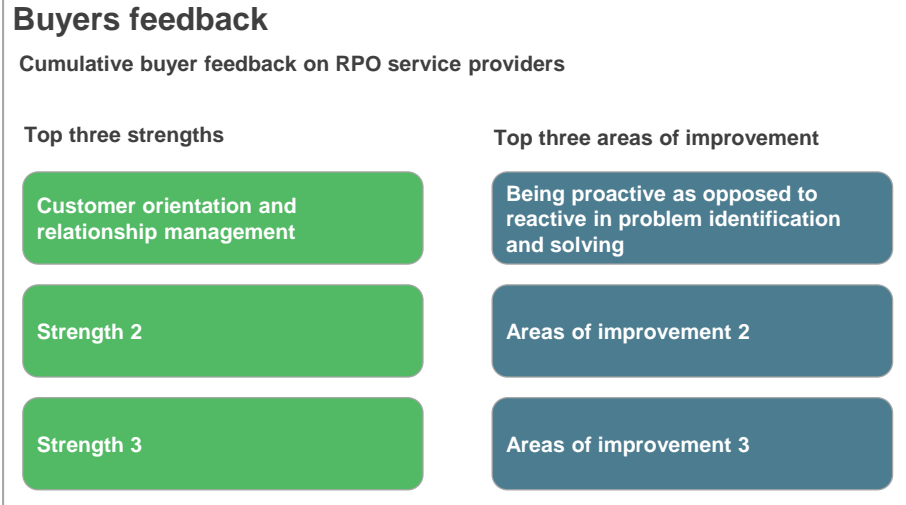 Buyers feedback
Cumulative buyer feedback on RPO service providers
Top three strengths
Customer orientation and
relationship management
Strength 2
Strength 3
Top three areas of improvement
Being proactive as opposed to
reactive in problem identification
and solving
Areas of improvement 2
Areas of improvement 3